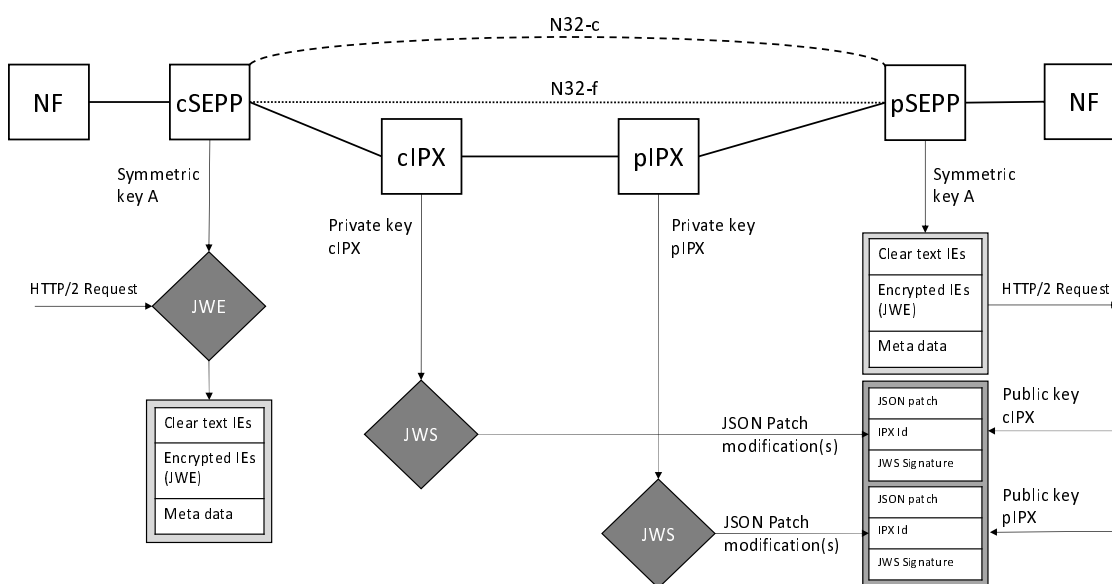 N32-c
N32-f
NF
cSEPP
pSEPP
NF
cIPX
pIPX
Symmetric
key A
Private key
cIPX
Private key
pIPX
Symmetric
key A
HTTP/2 Request
JWE
Clear text IEs
Encrypted IEs
(JWE)
Meta data
HTTP/2 Request
Clear text IEs
Encrypted IEs
(JWE)
Meta data
JWS
JSON Patch
modification(s)
JSON patch
IPX Id
JWS Signature
Public key
cIPX
JWS
JSON Patch
modification(s)
JSON patch
IPX Id
JWS Signature
Public key
pIPX